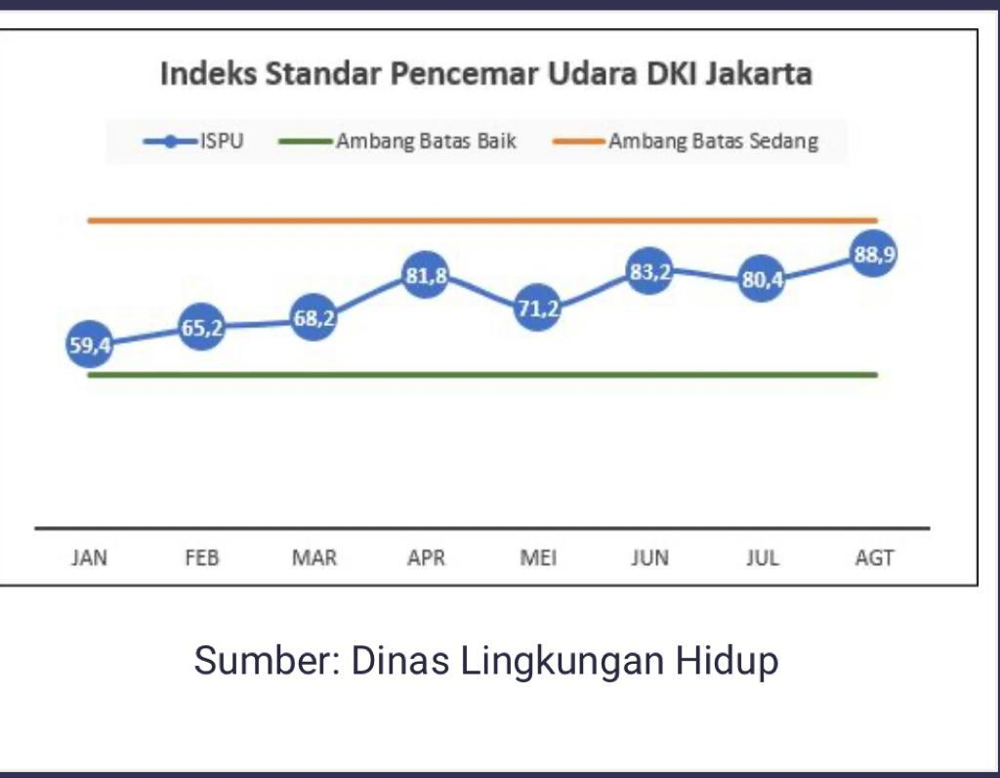 Indeks Standar Pencemar Udara DKI Jakarta
ISPU Ambang Batas Baik Ambang Batas Sedang
59,4 65,2 68,2 81,8 71,2 83,2 80,4 88,9
JAN FEB MAR APR MEI JUN JUL AGT
Sumber: Dinas Lingkungan Hidup